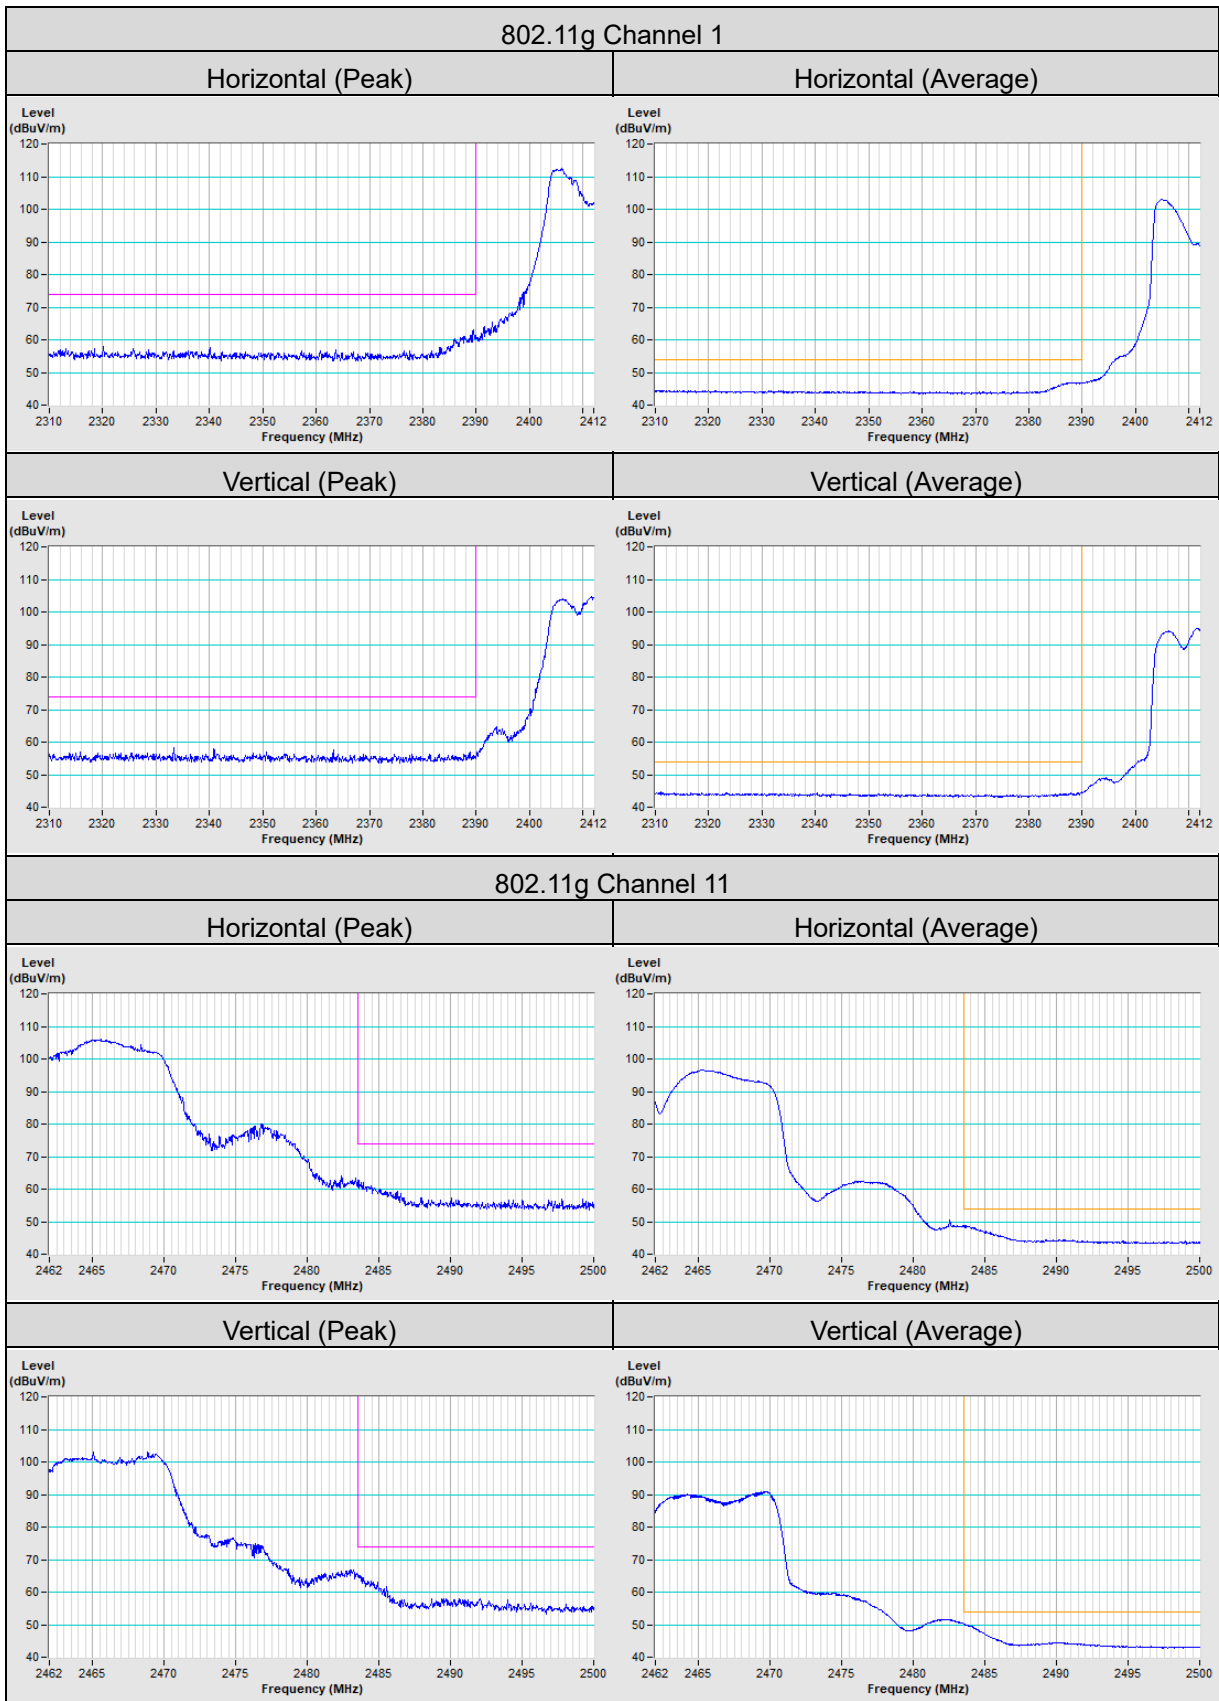 802.11g Channel 1
Horizontal (Peak) Horizontal (Average)
Level Level
(dBuV/m) (dBuV/m)
120 120
110 110
100 100
90 90
80 80
70 70
60 60
50 50
40 40
2310 2320 2330 2340 2350 2360 2370 2380 2390 2400 2412 2310 2320 2330 2340 2350 2360 2370 2380 2390 2400 2412
Frequency (MHz) Frequency (MHz)
Vertical (Peak) Vertical (Average)
Level Level
(dBuV/m) (dBuV/m)
120 120
110 110
100 100
90 90
80 80
70 70
60 60
50 50
40 40
2310 2320 2330 2340 2350 2360 2370 2380 2390 2400 2412 2310 2320 2330 2340 2350 2360 2370 2380 2390 2400 2412
Frequency (MHz) Frequency (MHz)
802.11g Channel 11
Horizontal (Peak) Horizontal (Average)
Level Level
(dBuV/m) (dBuV/m)
120 120
110 110
100 100
90 90
80 80
70 70
60 60
50 50
40 40
2462 2465 2470 2475 2480 2485 2490 2495 2500 2462 2465 2470 2475 2480 2485 2490 2495 2500
Frequency (MHz) Frequency (MHz)
Vertical (Peak) Vertical (Average)
Level Level
(dBuV/m) (dBuV/m)
120 120
110 110
100 100
90 90
80 80
70 70
60 60
50 50
40 40
2462 2465 2470 2475 2480 2485 2490 2495 2500 2462 2465 2470 2475 2480 2485 2490 2495 2500
Frequency (MHz) Frequency (MHz)